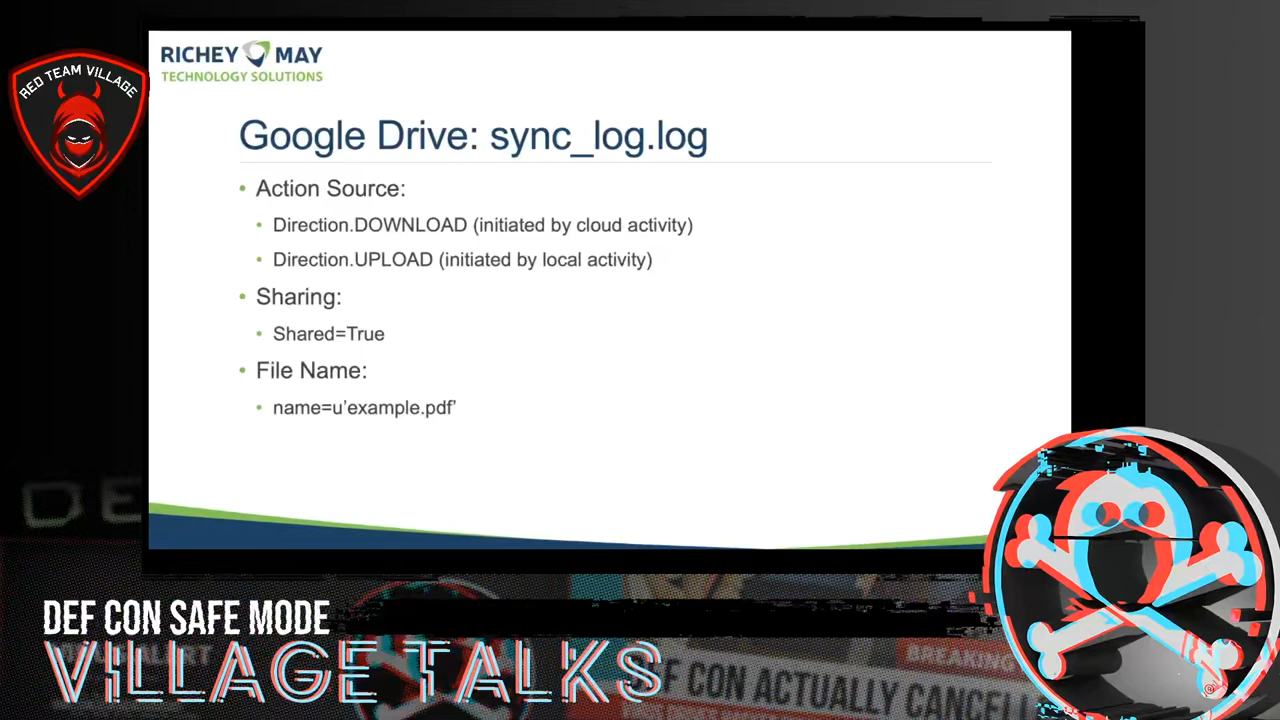 RED TEAM VILLAGE
RICHEY MAY
TECHNOLOGY SOLUTIONS
Google Drive: sync_log.log
• Action Source:
• Direction.DOWNLOAD (initiated by cloud activity)
• Direction.UPLOAD (initiated by local activity)
• Sharing:
• Shared=True
• File Name:
• name=u’example.pdf’
DEF CON SAFE MODE
VILLAGE TALKS
BREAKING
DEF CON ACTUALLY CANCELL